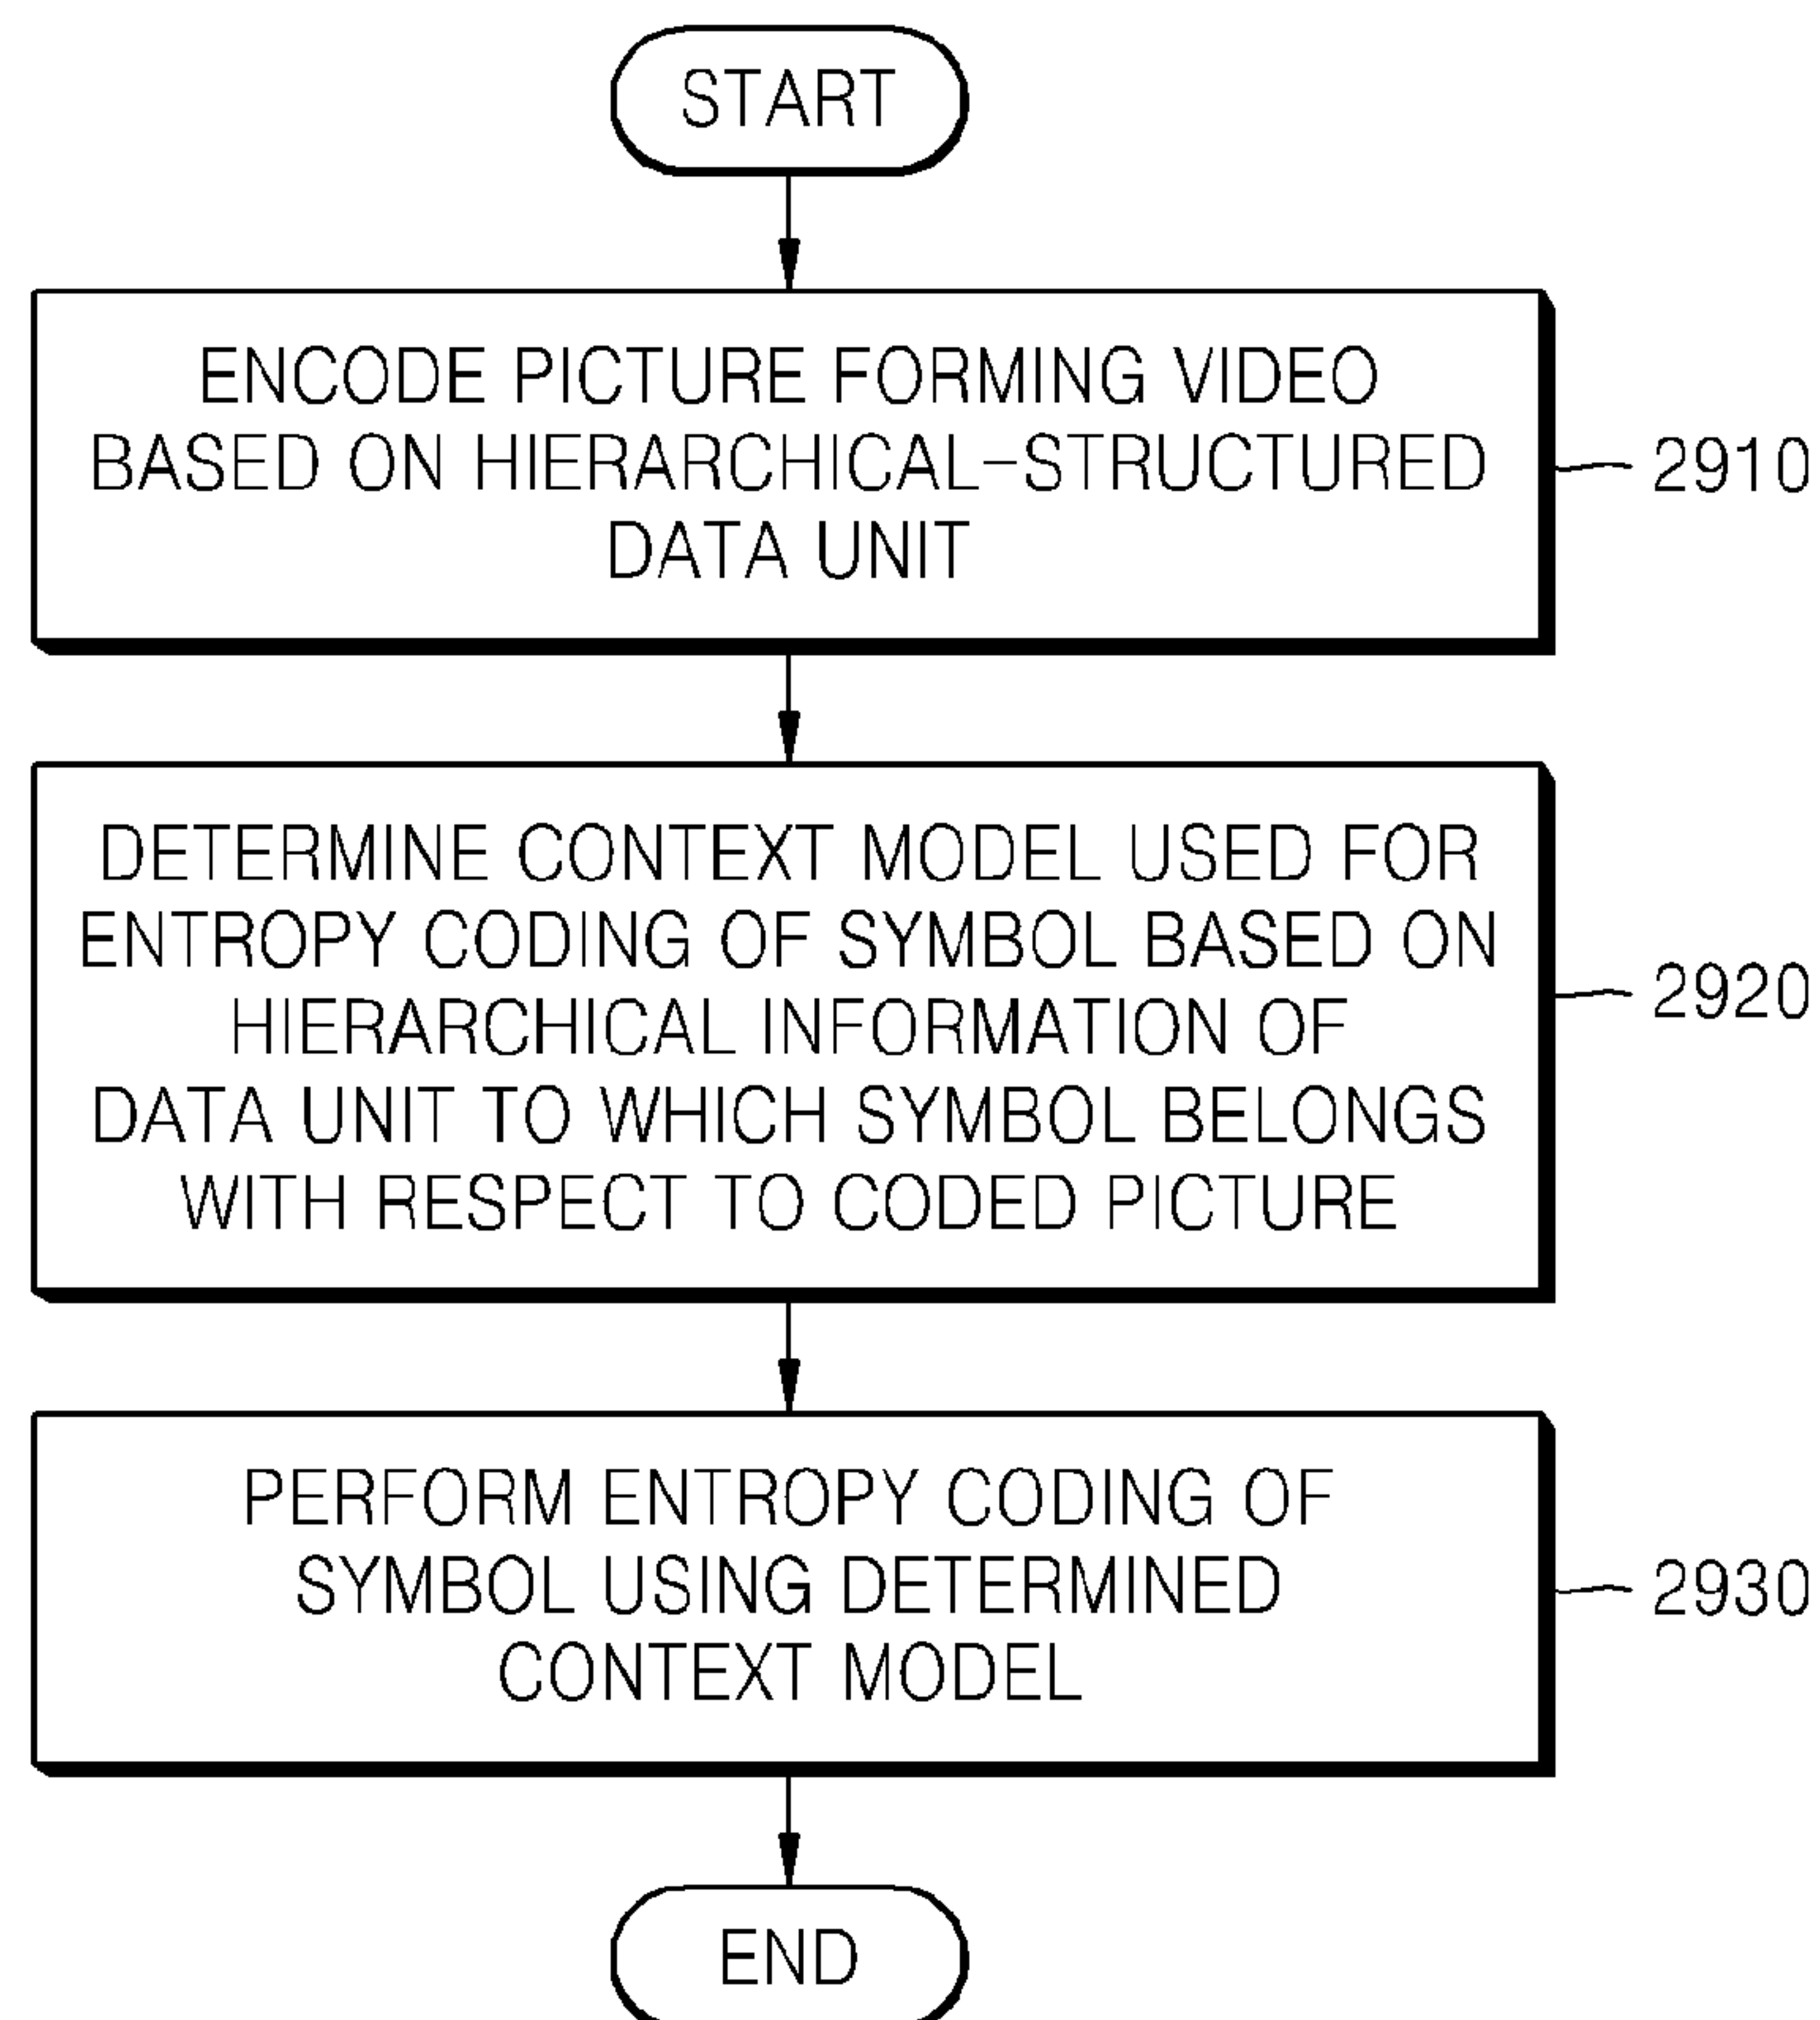 START
ENCODE PICTURE FORMING VIDEO
BASED ON HIERARCHICAL-STRUCTURED
DATA UNIT
2910
DETERMINE CONTEXT MODEL USED FOR
ENTROPY CODING OF SYMBOL BASED ON
HIERARCHICAL INFORMATION OF
DATA UNIT TO WHICH SYMBOL BELONGS
WITH RESPECT TO CODED PICTURE
2920
PERFORM ENTROPY CODING OF
SYMBOL USING DETERMINED
CONTEXT MODEL
2930
END